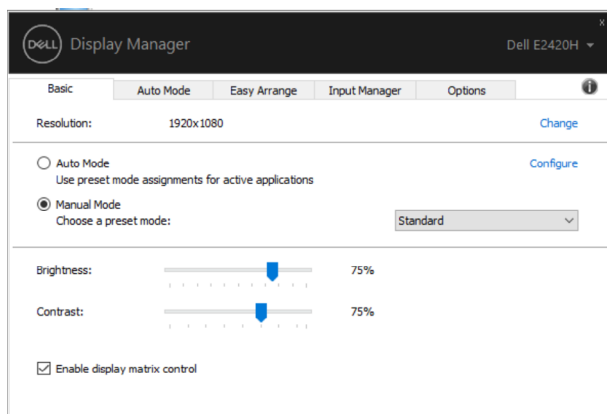 DELL Display Manager
Dell E2420H
x
Basic Auto Mode Easy Arrange Input Manager Options i
Resolution: 1920x1080 Change
Auto Mode Configure
Use preset mode assignments for active applications
Manual Mode
Choose a preset mode: Standard
Brightness: 75%
Contrast: 75%
Enable display matrix control